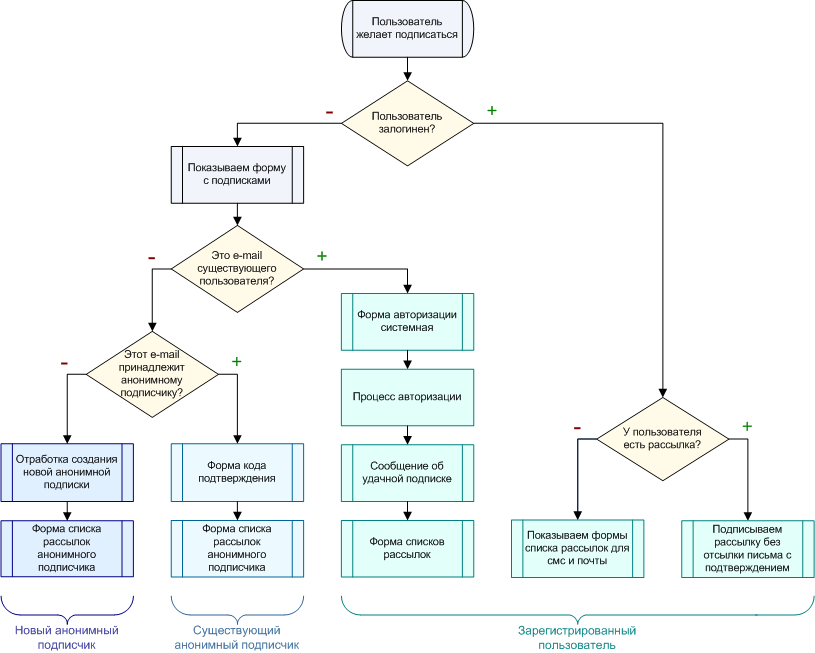 Пользователь
желает подписаться
Пользователь
залогинен?
-
+
Показываем форму
с подписками
Это e-mail
существующего
пользователя?
-
+
Форма авторизации
системная
Этот e-mail
принадлежит
анонимному
подписчику?
-
+
Процесс авторизации
У пользователя
есть рассылка?
-
+
Отработка создания
новой анонимной
подписки
Форма кода
подтверждения
Сообщение об
удачной подписке
Форма списка
рассылок
анонимного
подписчика
Форма списка
рассылок
анонимного
подписчика
Форма списков
рассылок
Показываем формы
списка рассылок для
смс и почты
Подписываем
рассылку без
отсылки письма с
подтверждением
Новый анонимный
подписчик
Существующий
анонимный подписчик
Зарегистрированный
пользователь